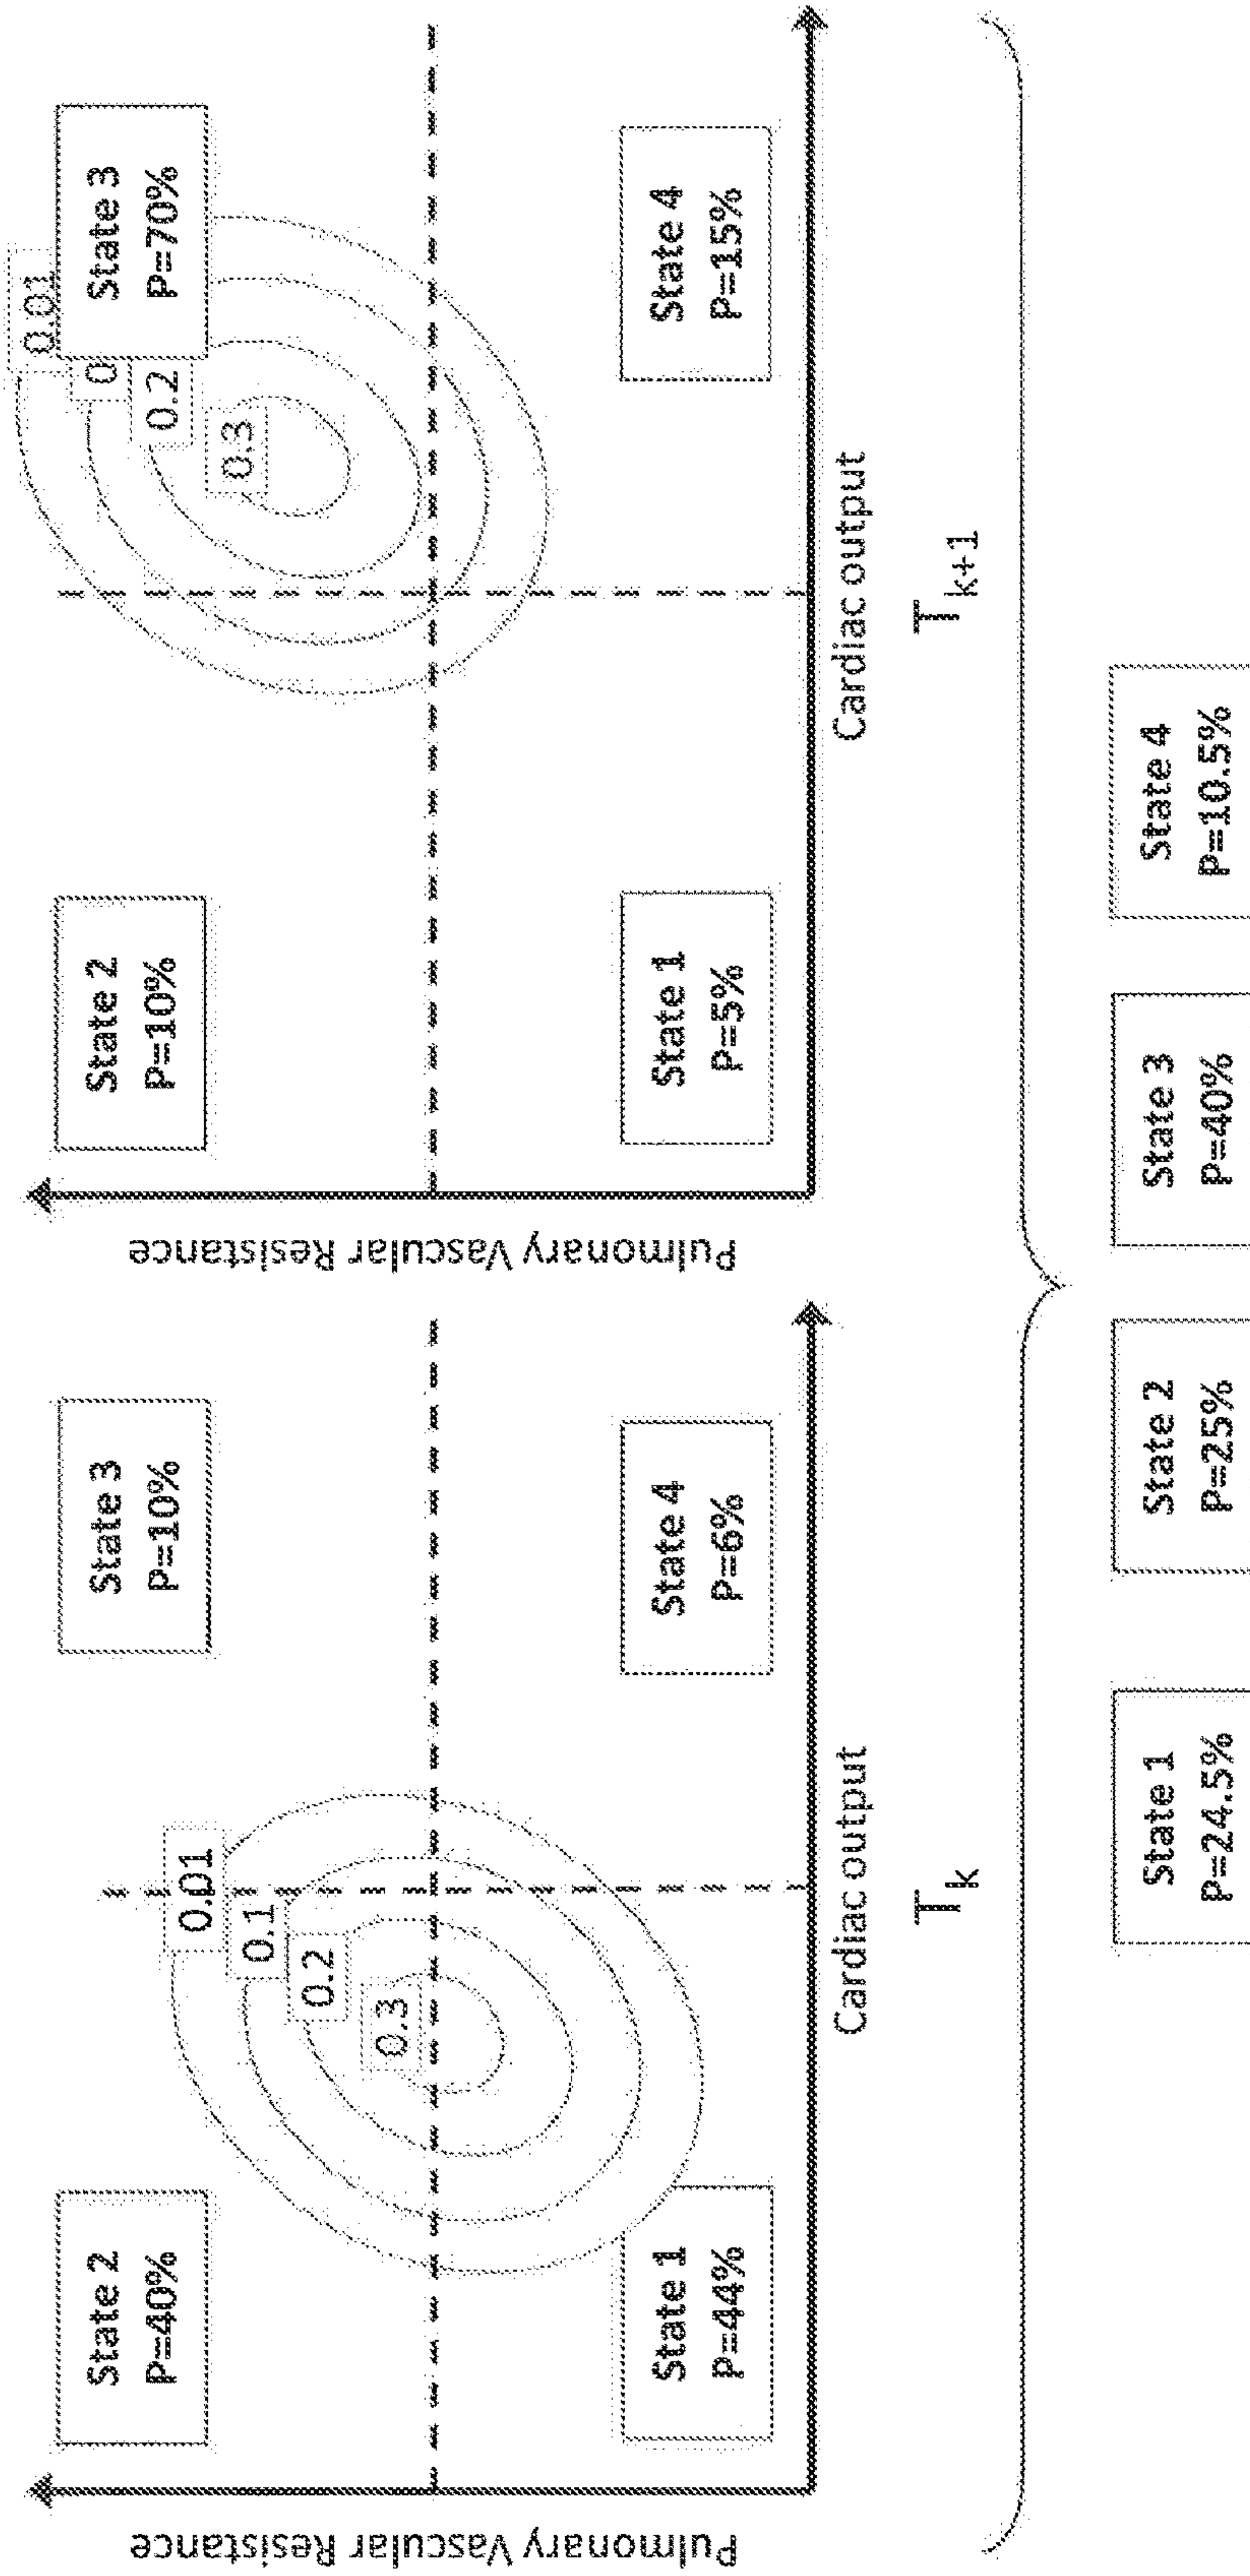 Pulmonary Vascular Resistance
State 2
P=40%
State 3
P=10%
0.01
0.1
0.2
0.3
State 1
P=44%
State 4
P=6%
Cardiac output
Tk
Pulmonary Vascular Resistance
State 2
P=10%
State 3
P=70%
0.01
0
0.2
0.3
State 1
P=5%
State 4
P=15%
Cardiac output
Tk+1
State 1
P=24.5%
State 2
P=25%
State 3
P=40%
State 4
P=10.5%